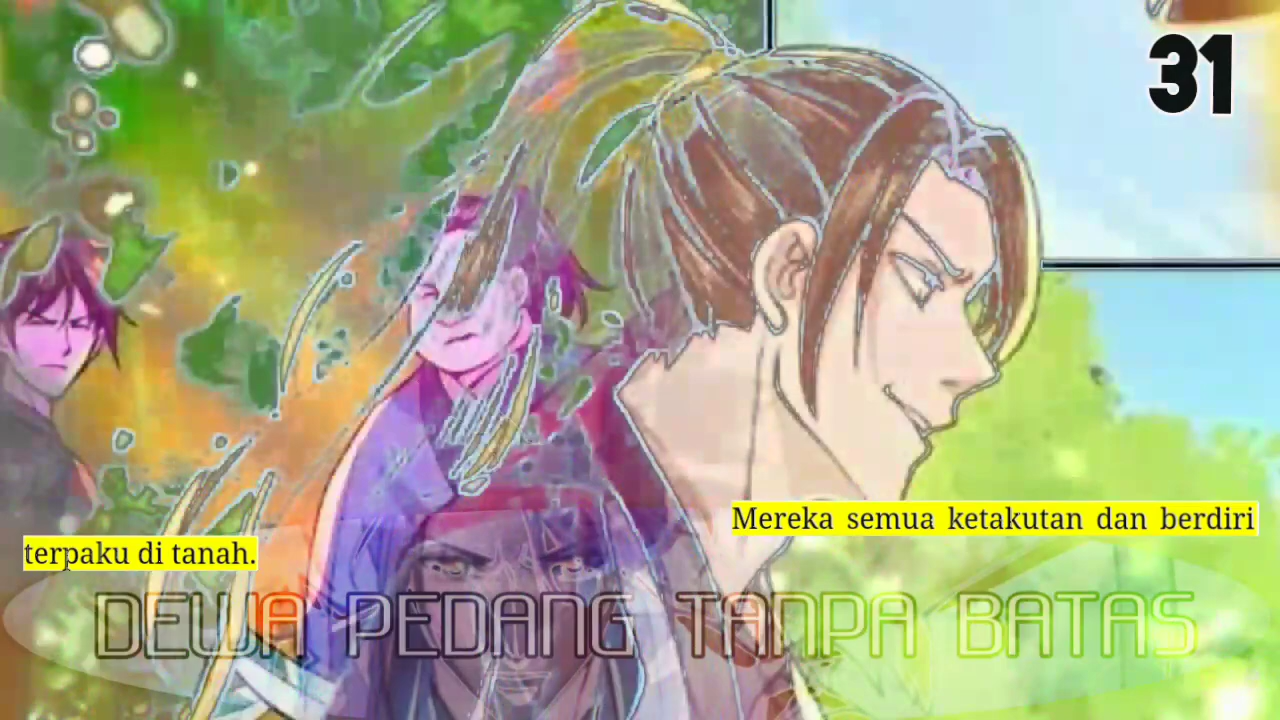 31
Mereka semua ketakutan dan berdiri
terpaku di tanah.
DEWA PEDANG TANPA BATAS